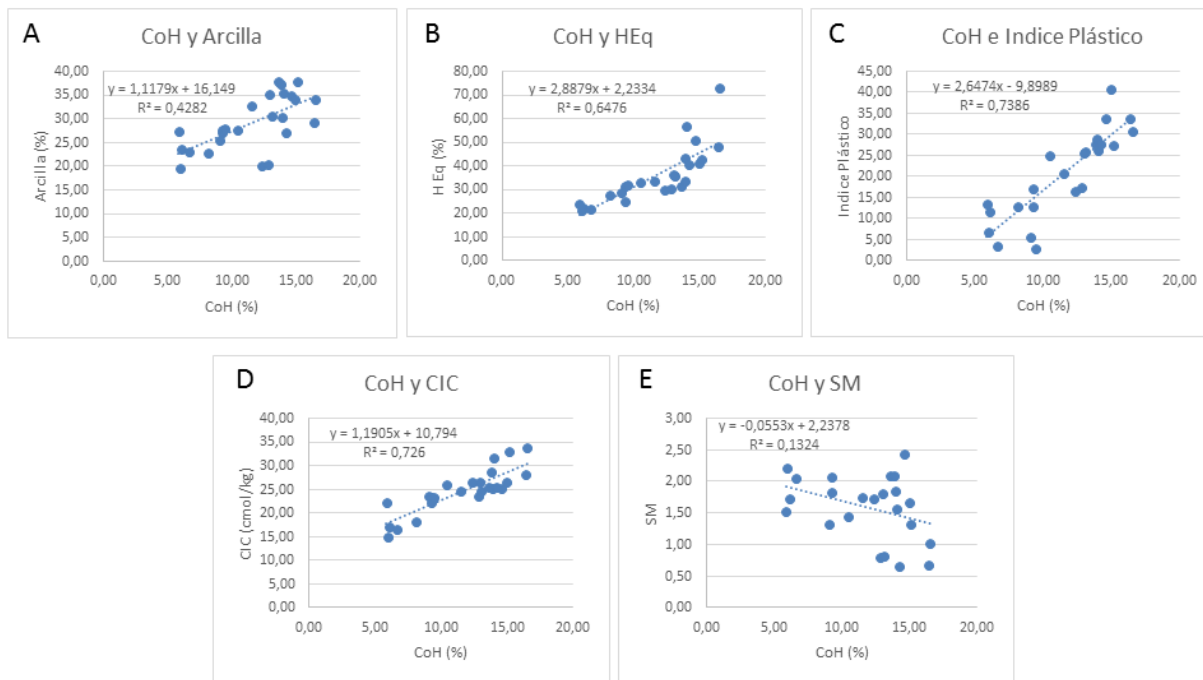 A
CoH y Arcilla
y = 1,1179x + 16,149
R² = 0,4282
40,00
35,00
30,00
25,00
20,00
15,00
10,00
5,00
0,00
Arcilla (%)
0,00 5,00 10,00 15,00 20,00
CoH (%)
B
CoH y HEq
y = 2,8879x + 2,2334
R² = 0,6476
80,00
70,00
60,00
50,00
40,00
30,00
20,00
10,00
0,00
H Eq (%)
0,00 5,00 10,00 15,00 20,00
CoH (%)
C
CoH e Indice Plástico
y = 2,6474x - 9,8989
R² = 0,7386
45,00
40,00
35,00
30,00
25,00
20,00
15,00
10,00
5,00
0,00
Indice Plástico
0,00 5,00 10,00 15,00 20,00
CoH (%)
D
CoH y CIC
y = 1,1905x + 10,794
R² = 0,726
40,00
35,00
30,00
25,00
20,00
15,00
10,00
5,00
0,00
CIC (cmol/kg)
0,00 5,00 10,00 15,00 20,00
CoH (%)
E
CoH y SM
y = -0,0553x + 2,2378
R² = 0,1324
3,00
2,50
2,00
1,50
1,00
0,50
0,00
SM
0,00 5,00 10,00 15,00 20,00
CoH (%)